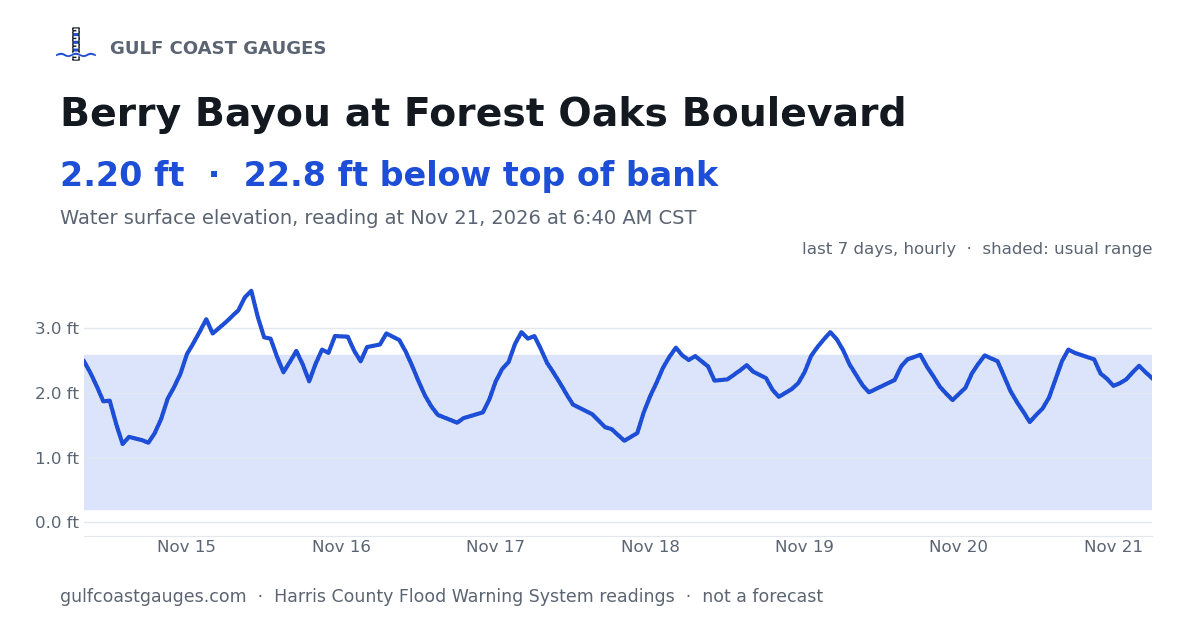 GULF COAST GAUGES
Berry Bayou at Forest Oaks Boulevard
2.20 ft · 22.8 ft below top of bank
Water surface elevation, reading at Nov 21, 2026 at 6:40 AM CST
last 7 days, hourly · shaded: usual range
3.0 ft
2.0 ft
1.0 ft
0.0 ft
Nov 15 Nov 16 Nov 17 Nov 18 Nov 19 Nov 20 Nov 21
gulfcoastgauges.com · Harris County Flood Warning System readings · not a forecast